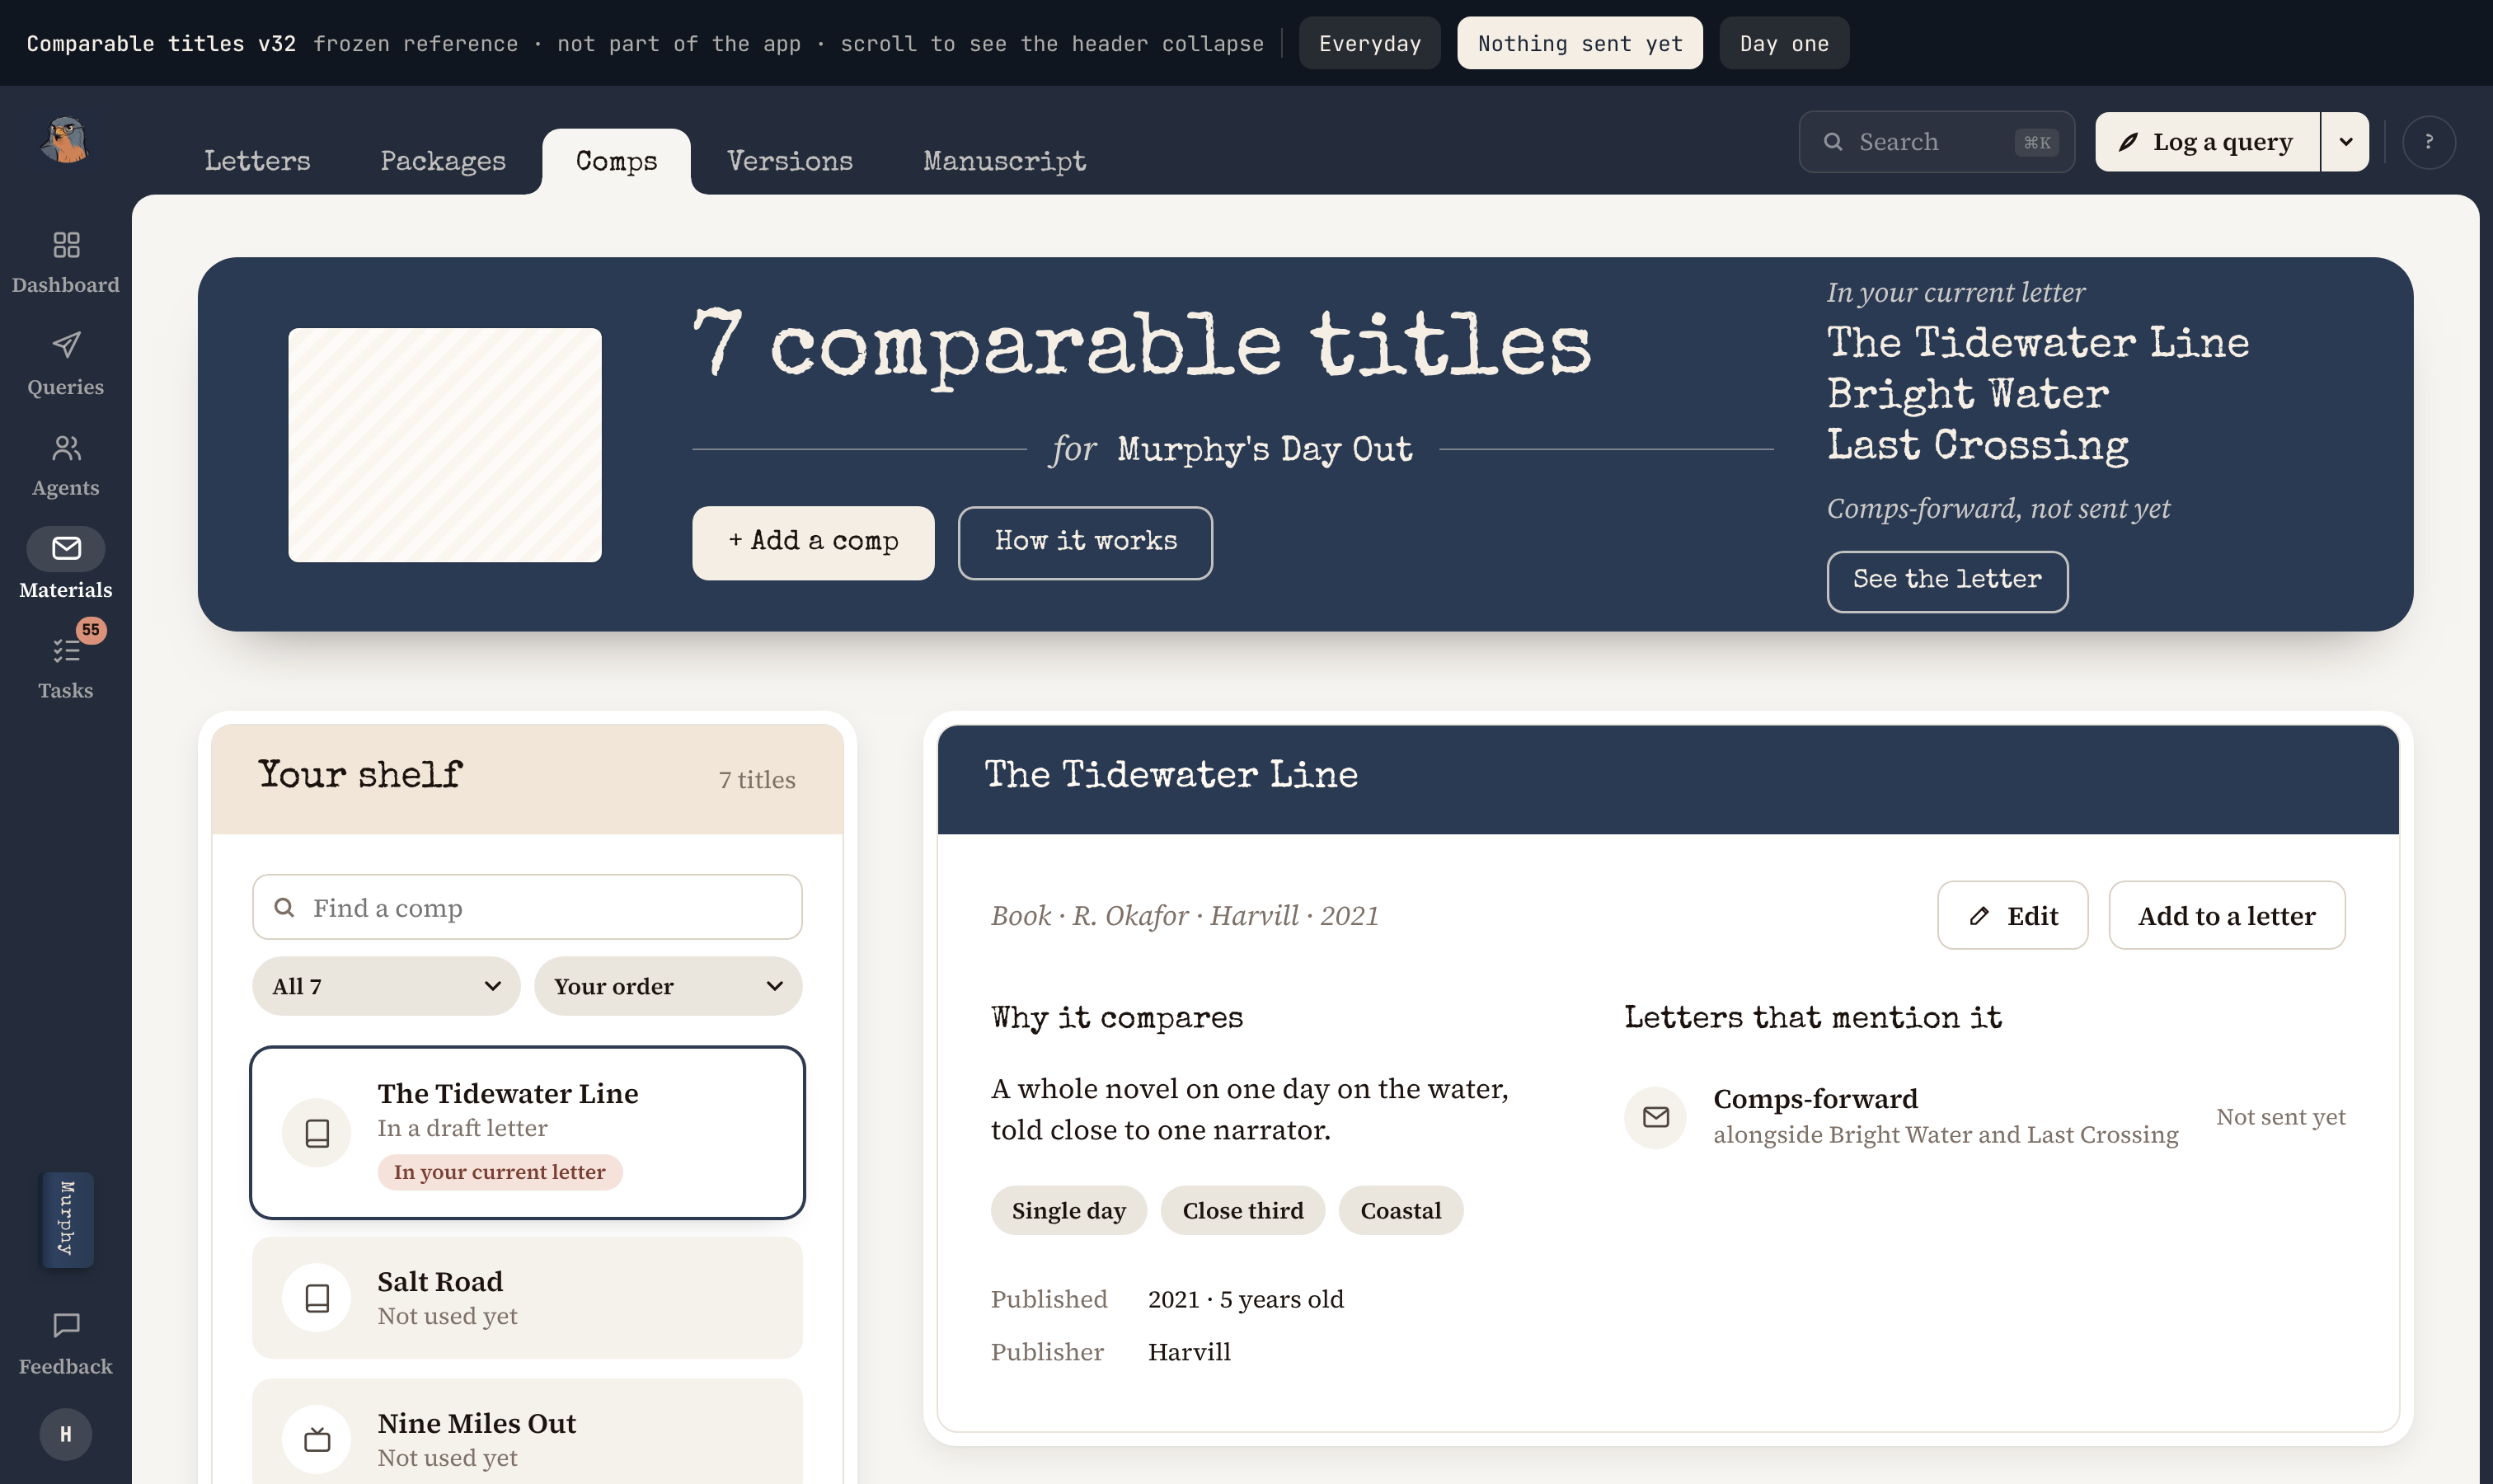 Comparable titles v32 frozen reference · not part of the app · scroll to see the header collapse
Everyday
Nothing sent yet
Day one
Letters
Packages
Comps
Versions
Manuscript
Search
⌘K
Log a query
?
Dashboard
Queries
Agents
Materials
55
Tasks
Murphy
Feedback
H
7 comparable titles
for Murphy's Day Out
+ Add a comp
How it works
In your current letter
The Tidewater Line
Bright Water
Last Crossing
Comps-forward, not sent yet
See the letter
Your shelf
7 titles
Find a comp
All 7
Your order
The Tidewater Line
In a draft letter
In your current letter
Salt Road
Not used yet
Nine Miles Out
Not used yet
The Tidewater Line
Book · R. Okafor · Harvill · 2021
Edit
Add to a letter
Why it compares
A whole novel on one day on the water,
told close to one narrator.
Single day
Close third
Coastal
Published 2021 · 5 years old
Publisher Harvill
Letters that mention it
Comps-forward
alongside Bright Water and Last Crossing
Not sent yet